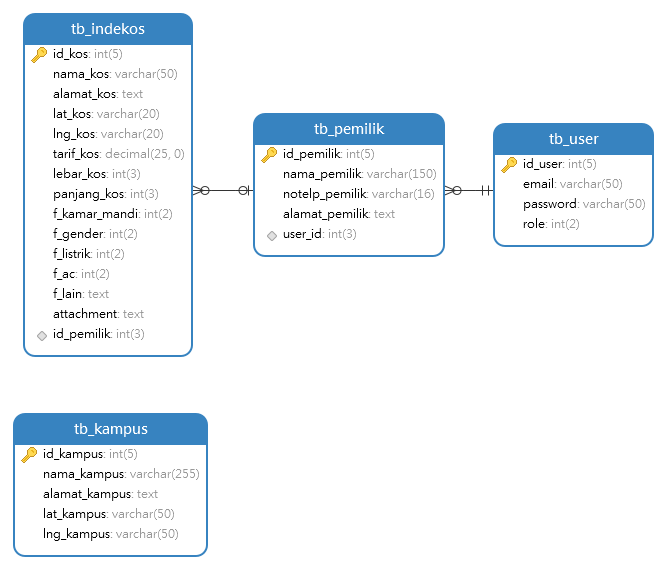 tb_indekos
id_kos: int(5)
nama_kos: varchar(50)
alamat_kos: text
lat_kos: varchar(20)
lng_kos: varchar(20)
tarif_kos: decimal(25, 0)
lebar_kos: int(3)
panjang_kos: int(3)
f_kamar_mandi: int(2)
f_gender: int(2)
f_listrik: int(2)
f_ac: int(2)
f_lain: text
attachment: text
id_pemilik: int(3)
tb_pemilik
id_pemilik: int(5)
nama_pemilik: varchar(150)
notelp_pemilik: varchar(16)
alamat_pemilik: text
user_id: int(3)
tb_user
id_user: int(5)
email: varchar(50)
password: varchar(50)
role: int(2)
tb_kampus
id_kampus: int(5)
nama_kampus: varchar(255)
alamat_kampus: text
lat_kampus: varchar(50)
lng_kampus: varchar(50)